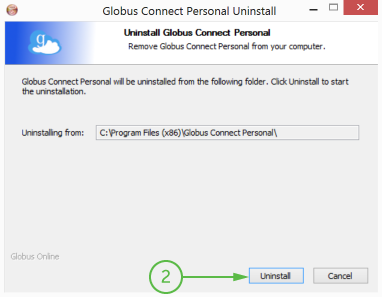 Globus Connect Personal Uninstall
g
Uninstall Globus Connect Personal
Remove Globus Connect Personal from your computer.
Globus Connect Personal will be uninstalled from the following folder. Click Uninstall to start
the uninstallation.
Uninstalling from: C:\Program Files (x86)\Globus Connect Personal\
Globus Online
2 Uninstall Cancel